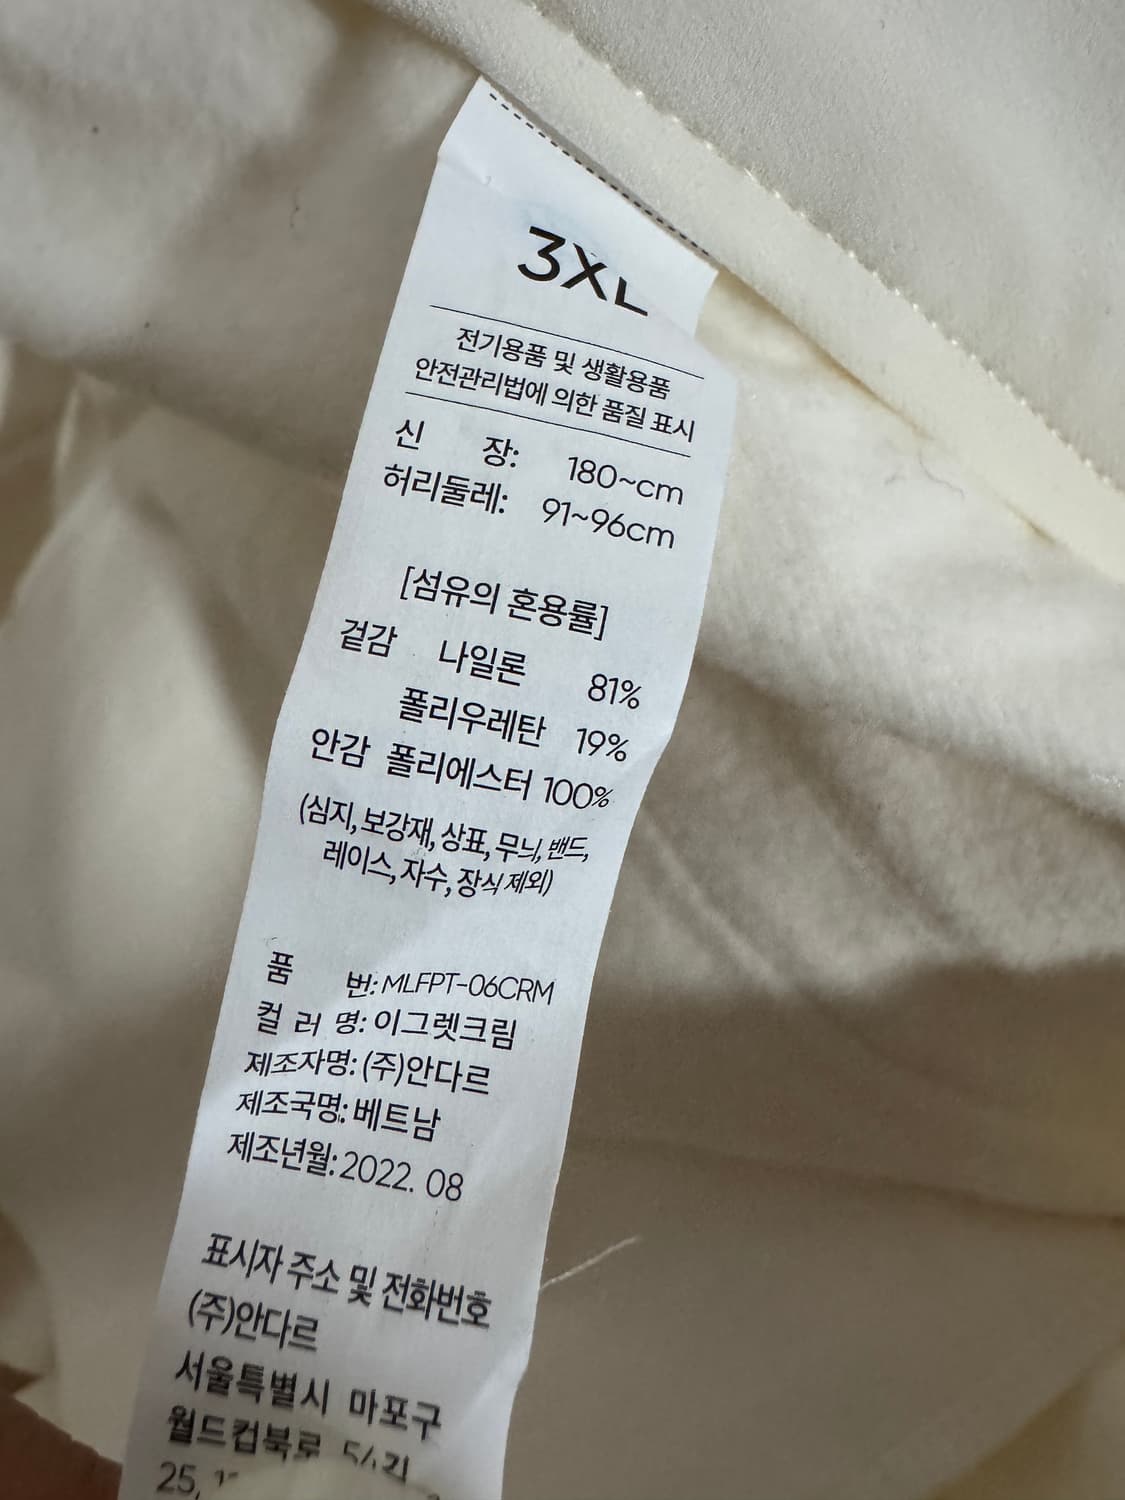 3XL
전기용품 및 생활용품
안전관리법에 의한 품질 표시
신 장: 180~cm
허리둘레: 91~96cm
[섬유의 혼용률]
겉감 나일론 81%
폴리우레탄 19%
안감 폴리에스터 100%
(심지,보강재,상표,무늬,밴드,
레이스,자수,장식 제외)
품 번: MLFPT-06CRM
컬 러 명: 이그렛크림
제조자명: (주)안다르
제조국명: 베트남
제조년월: 2022. 08
표시자 주소 및 전화번호
(주)안다르
서울특별시 마포구
월드컵북로 54길
25,